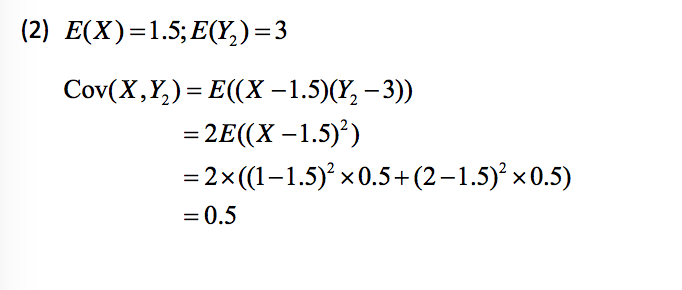 (2) E(X)=1.5; E(Y₂)=3
Cov(X,Y₂)= E((X −1.5)(Y₂ −3))
= 2E((X −1.5)²)
= 2×((1−1.5)² ×0.5+(2−1.5)² ×0.5)
= 0.5